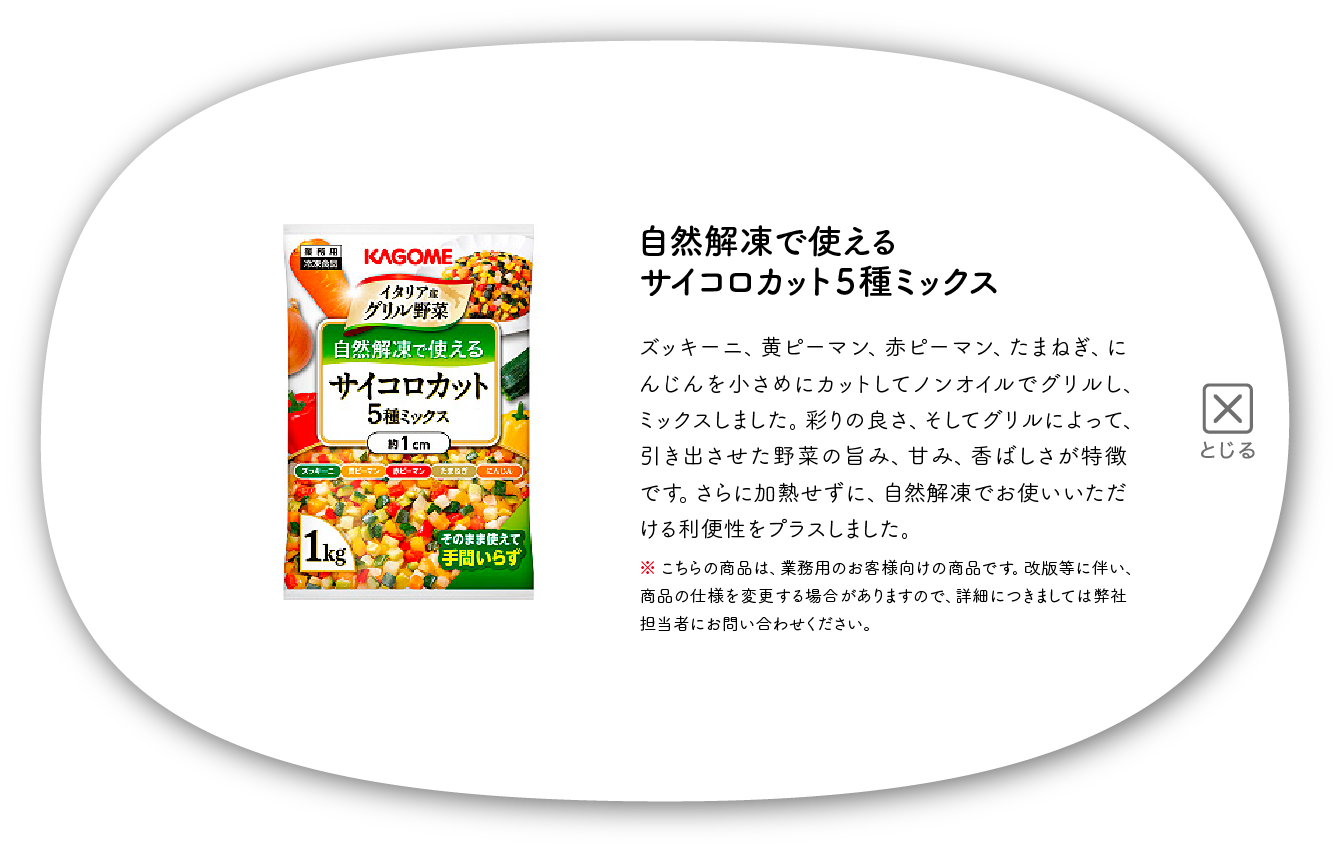 業務用
冷凍食品
KAGOME
イタリア産
グリル野菜
自然解凍で使える
サイコロカット
5種ミックス
約1cm
ズッキーニ 黄ピーマン 赤ピーマン たまねぎ にんじん
1kg
そのまま使えて
手間いらず
自然解凍で使える
サイコロカット5種ミックス
ズッキーニ、黄ピーマン、赤ピーマン、たまねぎ、に
んじんを小さめにカットしてノンオイルでグリルし、
ミックスしました。彩りの良さ、そしてグリルによって、
引き出させた野菜の旨み、甘み、香ばしさが特徴
です。さらに加熱せずに、自然解凍でお使いいただ
ける利便性をプラスしました。
※ こちらの商品は、業務用のお客様向けの商品です。改版等に伴い、
商品の仕様を変更する場合がありますので、詳細につきましては弊社
担当者にお問い合わせください。
とじる